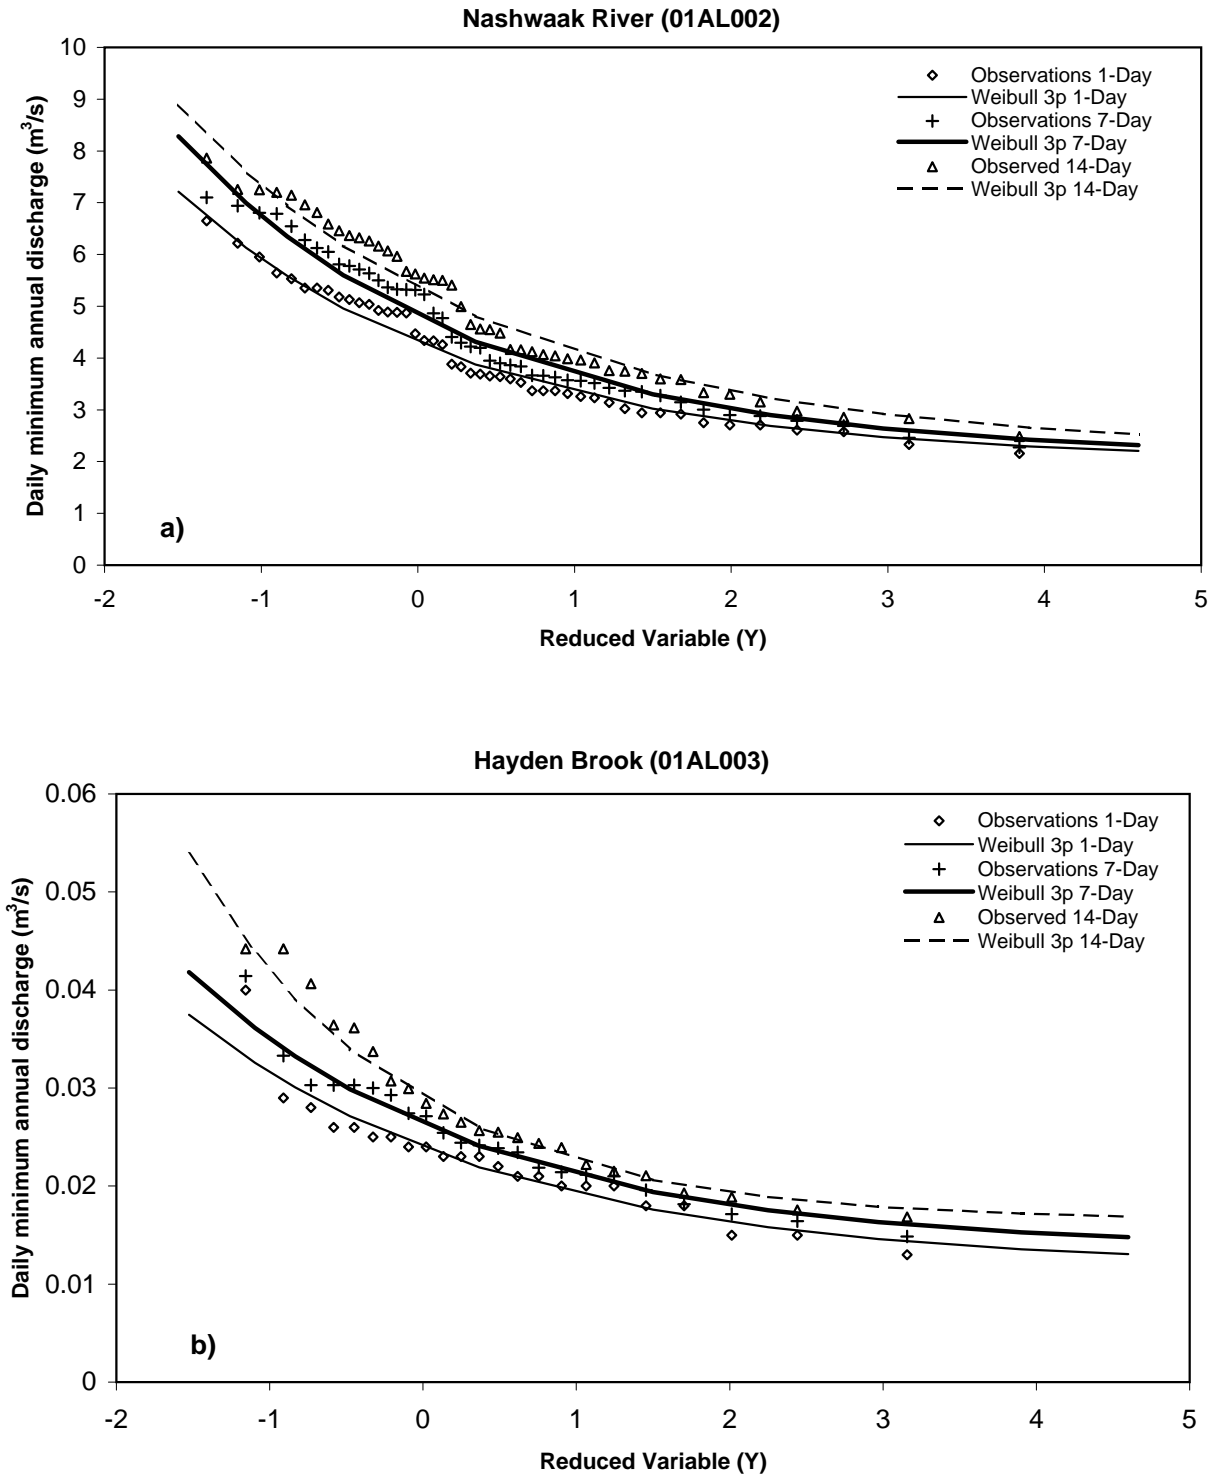 Nashwaak River (01AL002)
Daily minimum annual discharge (m³/s)
10
9
8
7
6
5
4
3
2
1
0
Observations 1-Day
Weibull 3p 1-Day
Observations 7-Day
Weibull 3p 7-Day
Observed 14-Day
Weibull 3p 14-Day
a)
-2 -1 0 1 2 3 4 5
Reduced Variable (Y)
Hayden Brook (01AL003)
Daily minimum annual discharge (m³/s)
0.06
0.05
0.04
0.03
0.02
0.01
0
Observations 1-Day
Weibull 3p 1-Day
Observations 7-Day
Weibull 3p 7-Day
Observed 14-Day
Weibull 3p 14-Day
b)
-2 -1 0 1 2 3 4 5
Reduced Variable (Y)